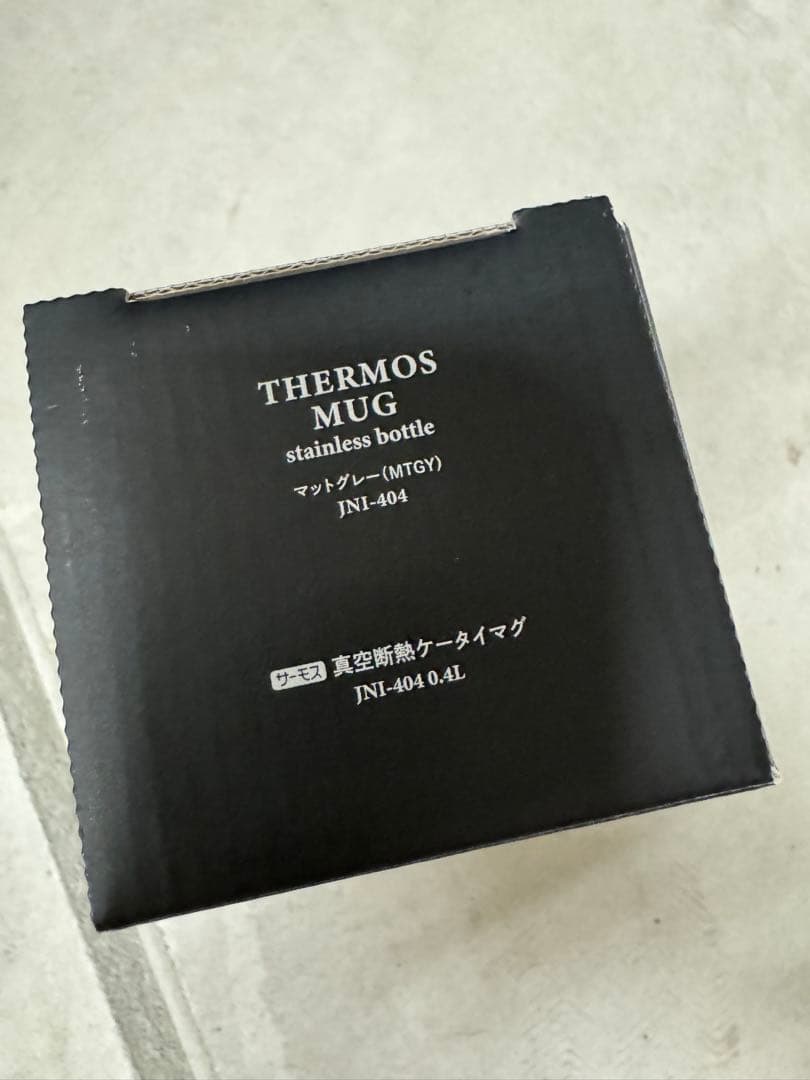 THERMOS
MUG
stainless bottle
マットグレー(MTGY)
JNI-404
サーモス 真空断熱ケータイマグ
JNI-404 0.4L